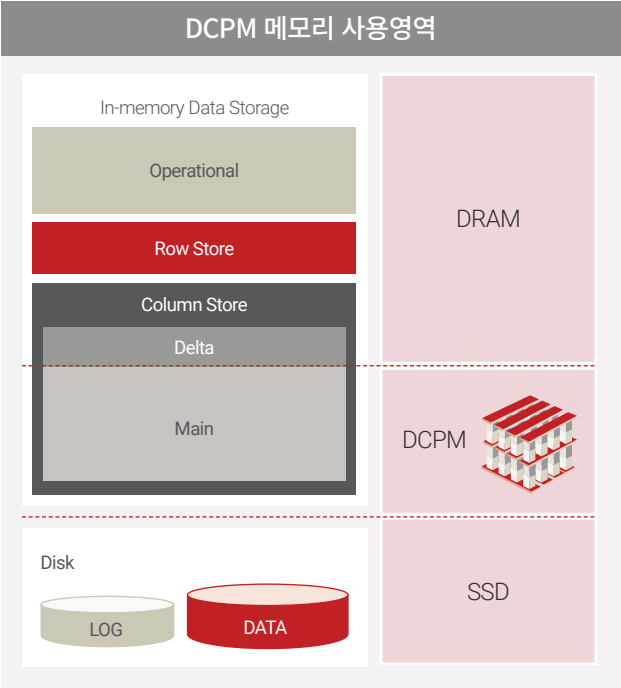 DCPM 메모리 사용영역
In-memory Data Storage
Operational
Row Store
Column Store
Delta
Main
DRAM
DCPM
Disk
LOG
DATA
SSD